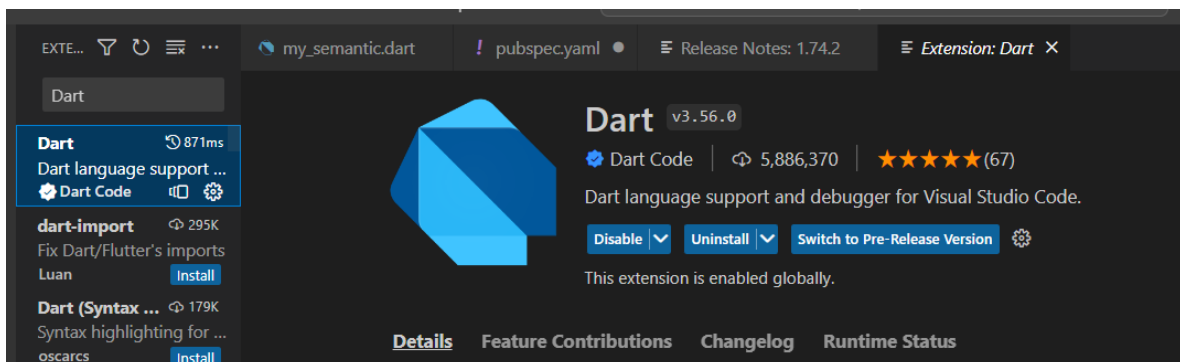 EXTE...
my_semantic.dart
! pubspec.yaml
Release Notes: 1.74.2
Extension: Dart
Dart
Dart 871ms
Dart language support ...
Dart Code
dart-import 295K
Fix Dart/Flutter's imports
Luan Install
Dart (Syntax ... 179K
Syntax highlighting for ...
oscarcs Install
Dart v3.56.0
Dart Code 5,886,370 ★★★★★(67)
Dart language support and debugger for Visual Studio Code.
Disable Uninstall Switch to Pre-Release Version
This extension is enabled globally.
Details Feature Contributions Changelog Runtime Status